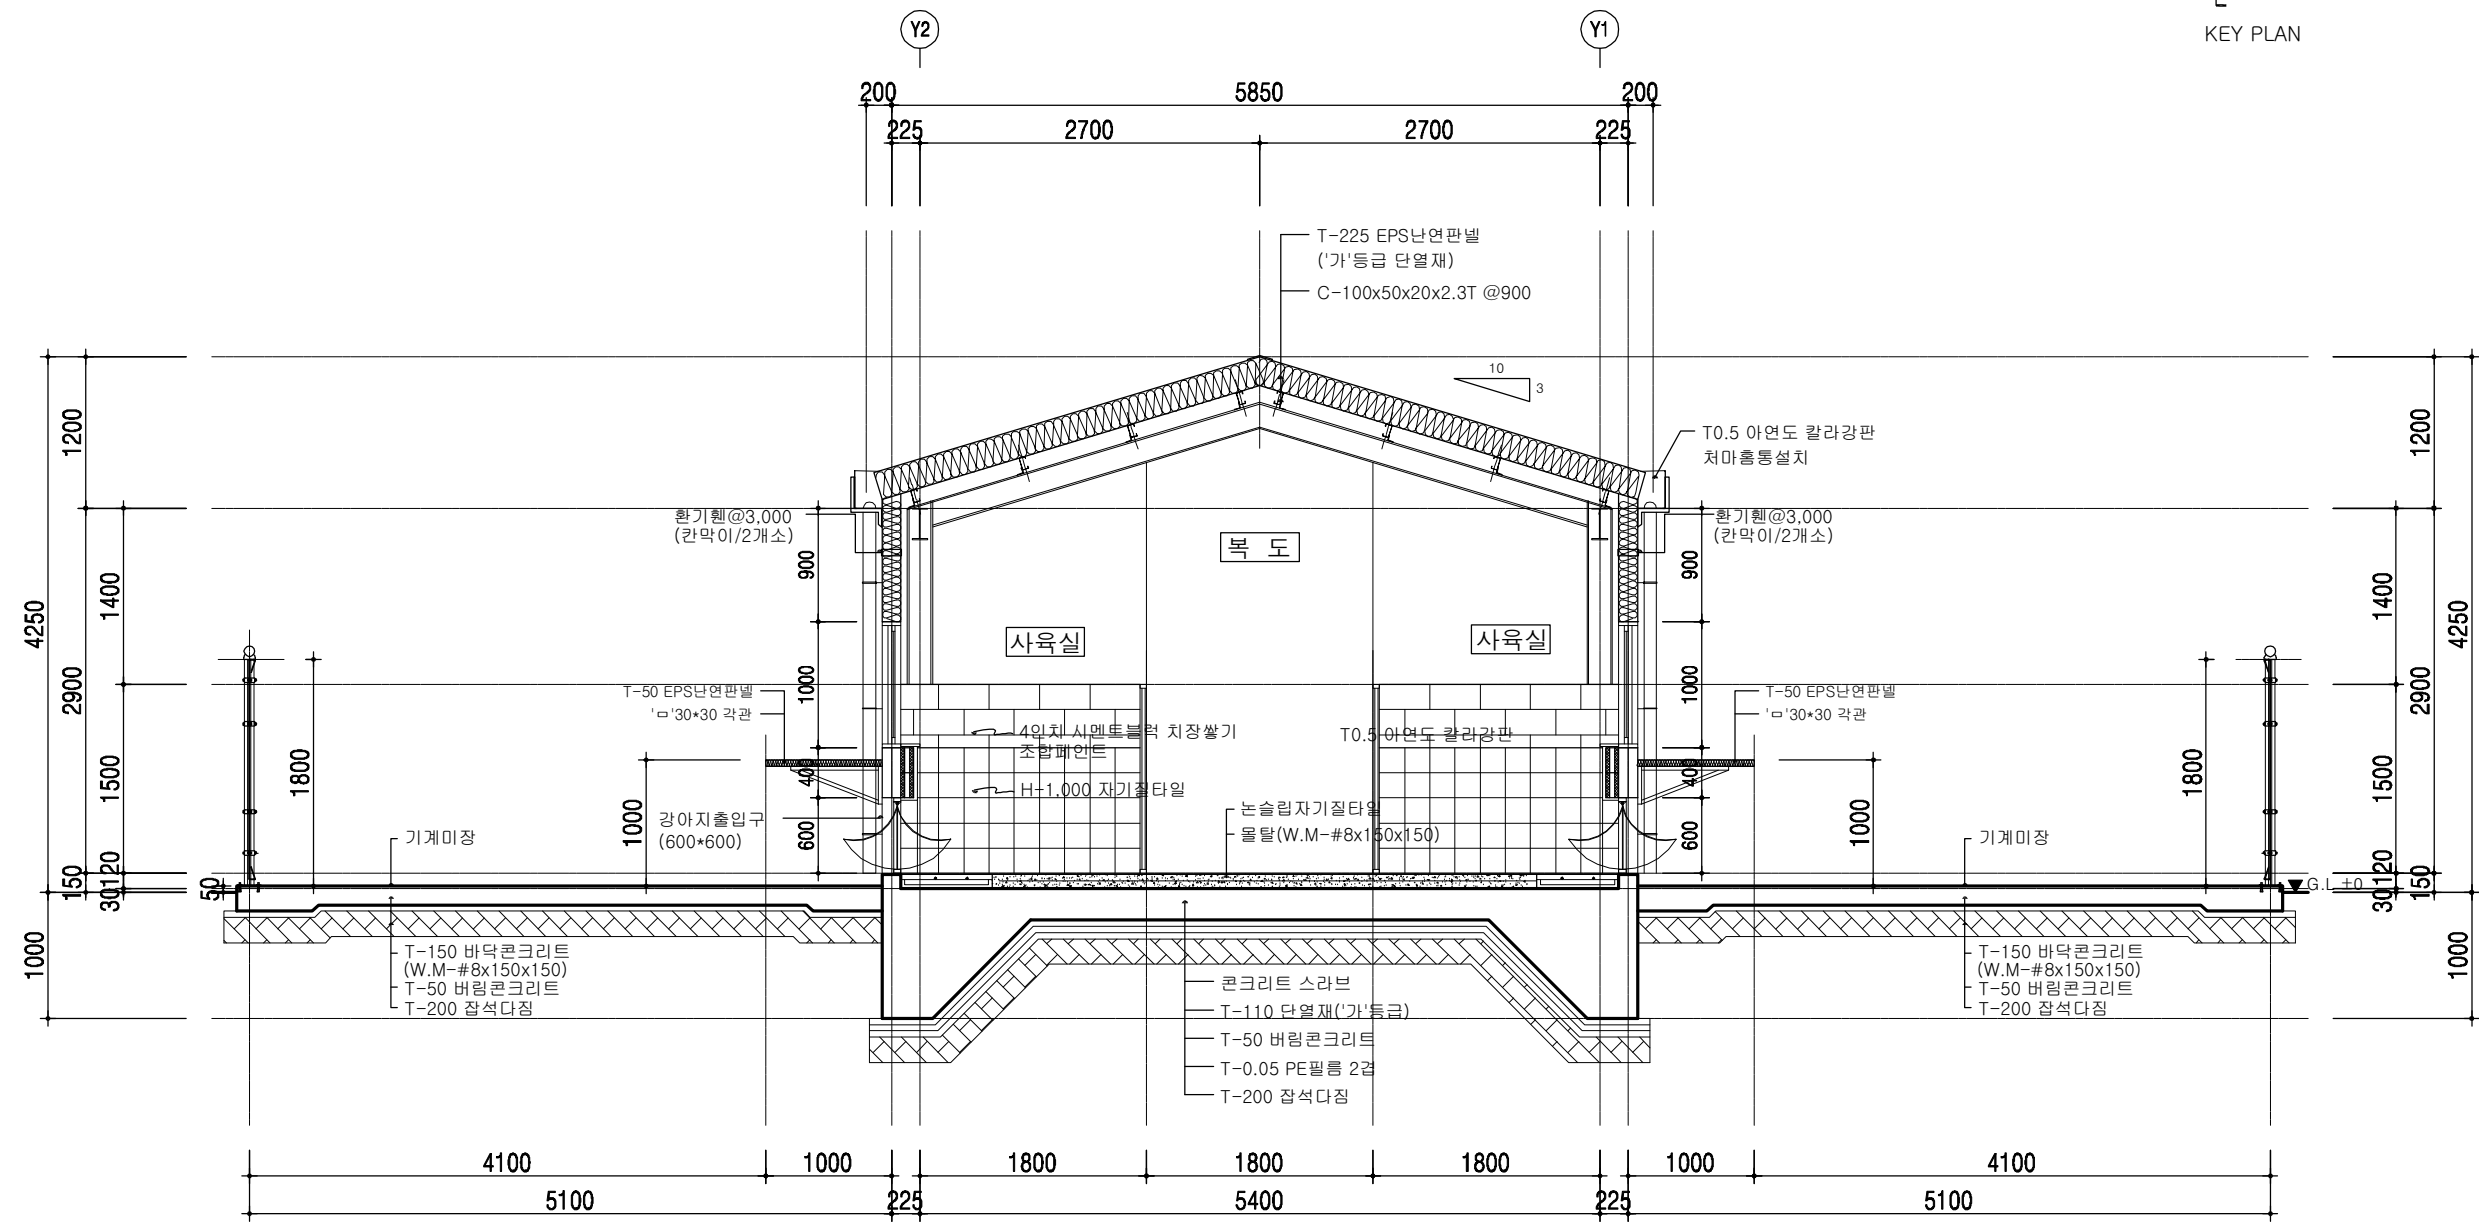 KEY PLAN
Y2
Y1
200
5850
200
225
2700
2700
225
T-225 EPS난연판넬
('가'등급 단열재)
C-100x50x20x2.3T @900
10
3
T0.5 아연도 칼라강판
처마홈통설치
1200
1200
환기휀@3,000
(칸막이/2개소)
환기휀@3,000
(칸막이/2개소)
복 도
사육실
사육실
900
900
4250
2900
1400
1400
2900
4250
1000
1000
T-50 EPS난연판넬
'ㅁ'30*30 각관
T-50 EPS난연판넬
'ㅁ'30*30 각관
4인치 시멘트블럭 치장쌓기
조합페인트
T0.5 아연도 칼라강판
H-1,000 자기질타일
논슬립자기질타일
몰탈(W.M-#8x150x150)
강아지출입구
(600*600)
1800
1800
1500
1500
1000
1000
400
400
600
600
기계미장
기계미장
150
30
120
50
G.L ±0
30
120
150
1000
1000
T-150 바닥콘크리트
(W.M-#8x150x150)
T-50 버림콘크리트
T-200 잡석다짐
T-150 바닥콘크리트
(W.M-#8x150x150)
T-50 버림콘크리트
T-200 잡석다짐
콘크리트 스라브
T-110 단열재('가'등급)
T-50 버림콘크리트
T-0.05 PE필름 2겹
T-200 잡석다짐
4100
1000
1800
1800
1800
1000
4100
5100
225
5400
225
5100